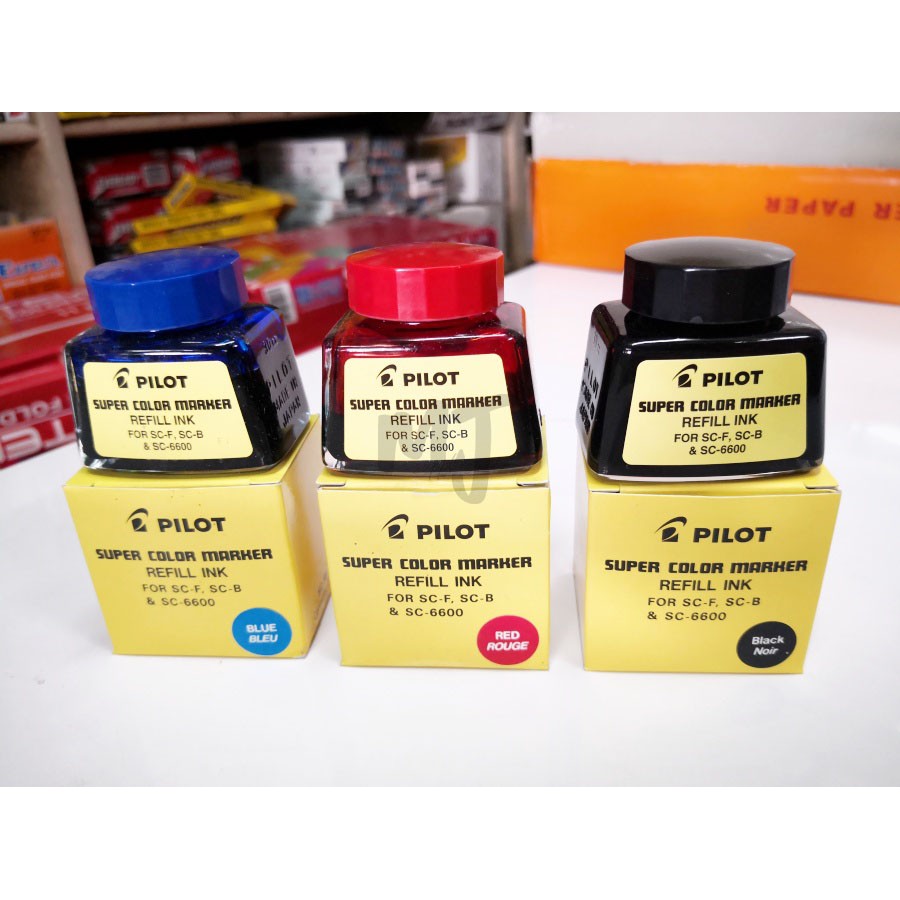 PILOT
SUPER COLOR MARKER
REFILL INK
FOR SC-F, SC-B
& SC-6600
PILOT
SUPER COLOR MARKER
REFILL INK
FOR SC-F, SC-B
& SC-6600
PILOT
SUPER COLOR MARKER
REFILL INK
FOR SC-F, SC-B
& SC-6600
PILOT
SUPER COLOR MARKER
REFILL INK
FOR SC-F, SC-B
& SC-6600
BLUE
BLEU
PILOT
SUPER COLOR MARKER
REFILL INK
FOR SC-F, SC-B
& SC-6600
RED
ROUGE
PILOT
SUPER COLOR MARKER
REFILL INK
FOR SC-F, SC-B
& SC-6600
Black
Noir
PAPER